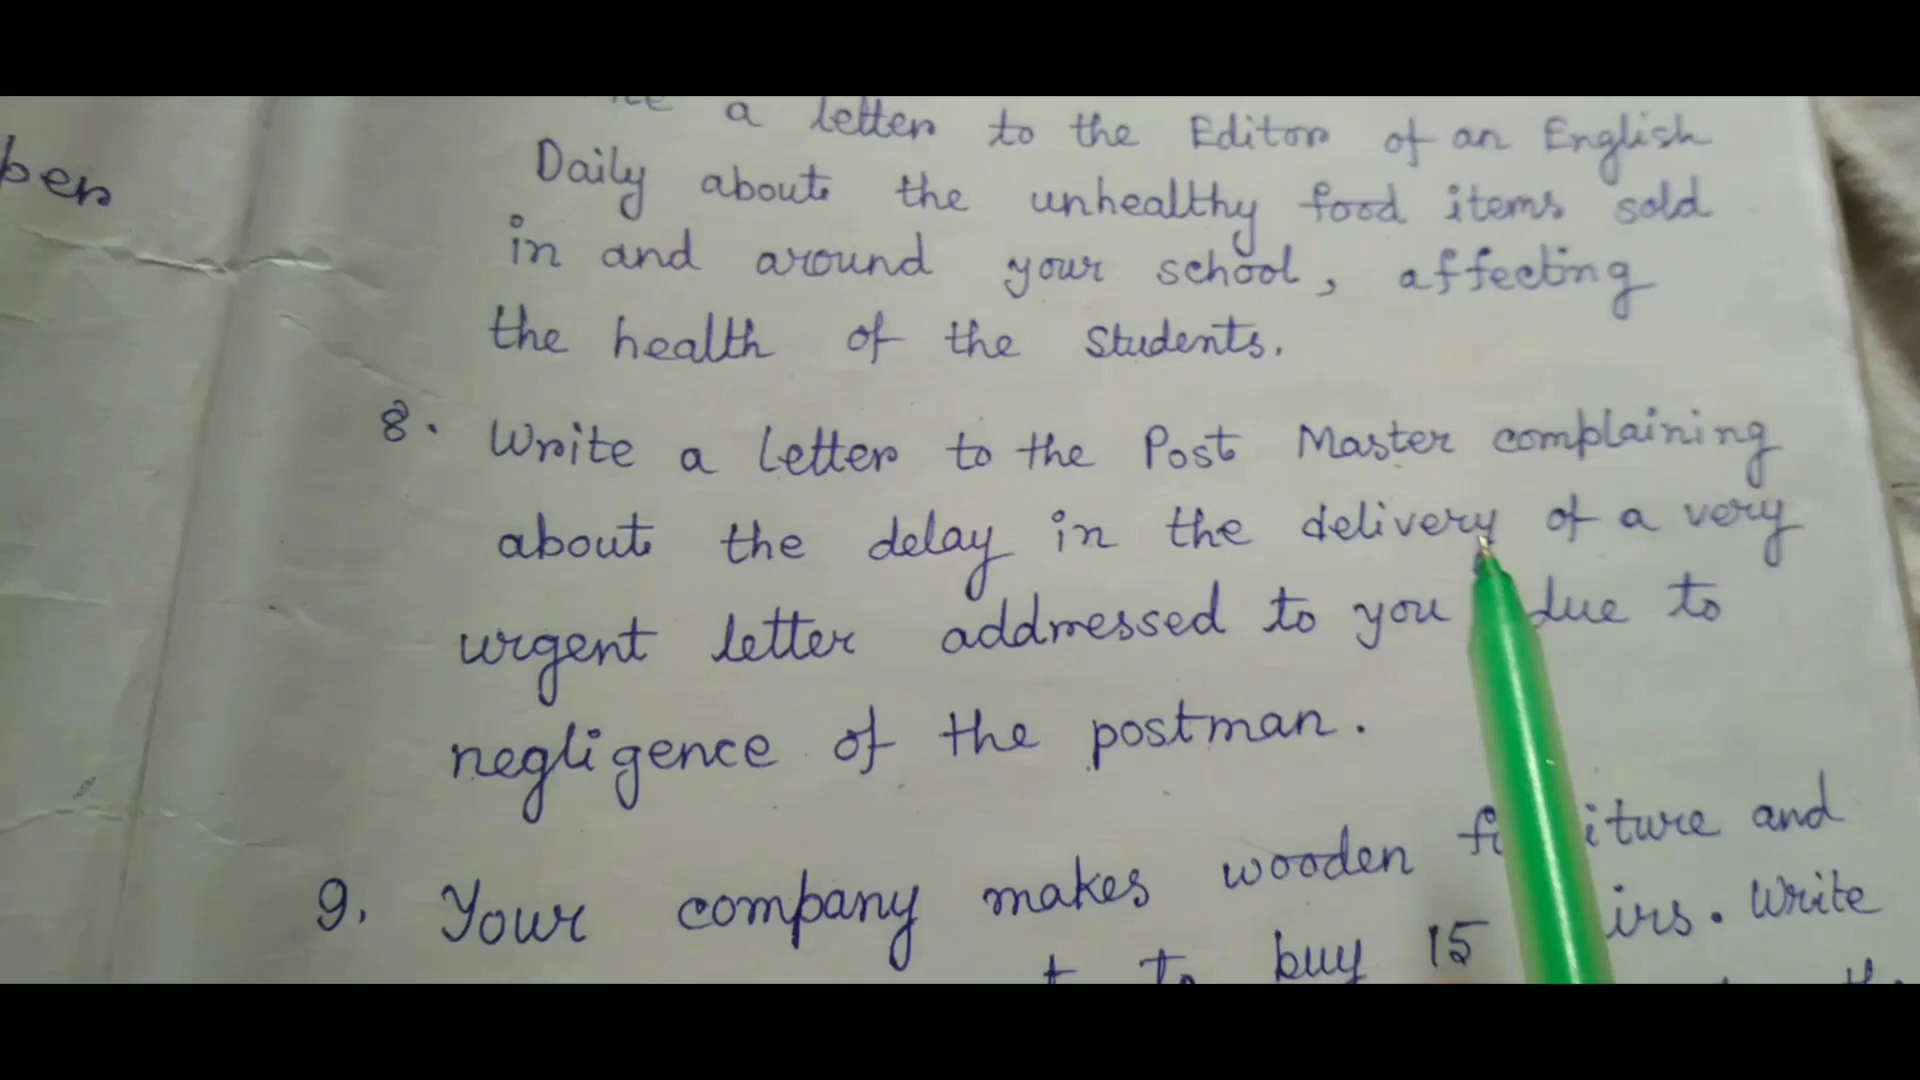 a letter to the Editor of an English
Daily about the unhealthy food items sold
in and around your school, affecting
the health of the students.
8. Write a letter to the Post Master complaining
about the delay in the delivery of a very
urgent letter addressed to you due to
negligence of the postman.
9. Your company makes wooden and
buy 15 Write